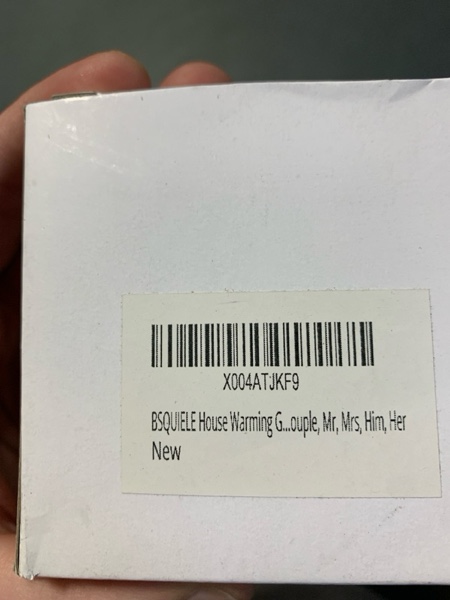 X004ATJKF9
BSQUIELE House Warming G...ouple, Mr, Mrs, Him, Her
New